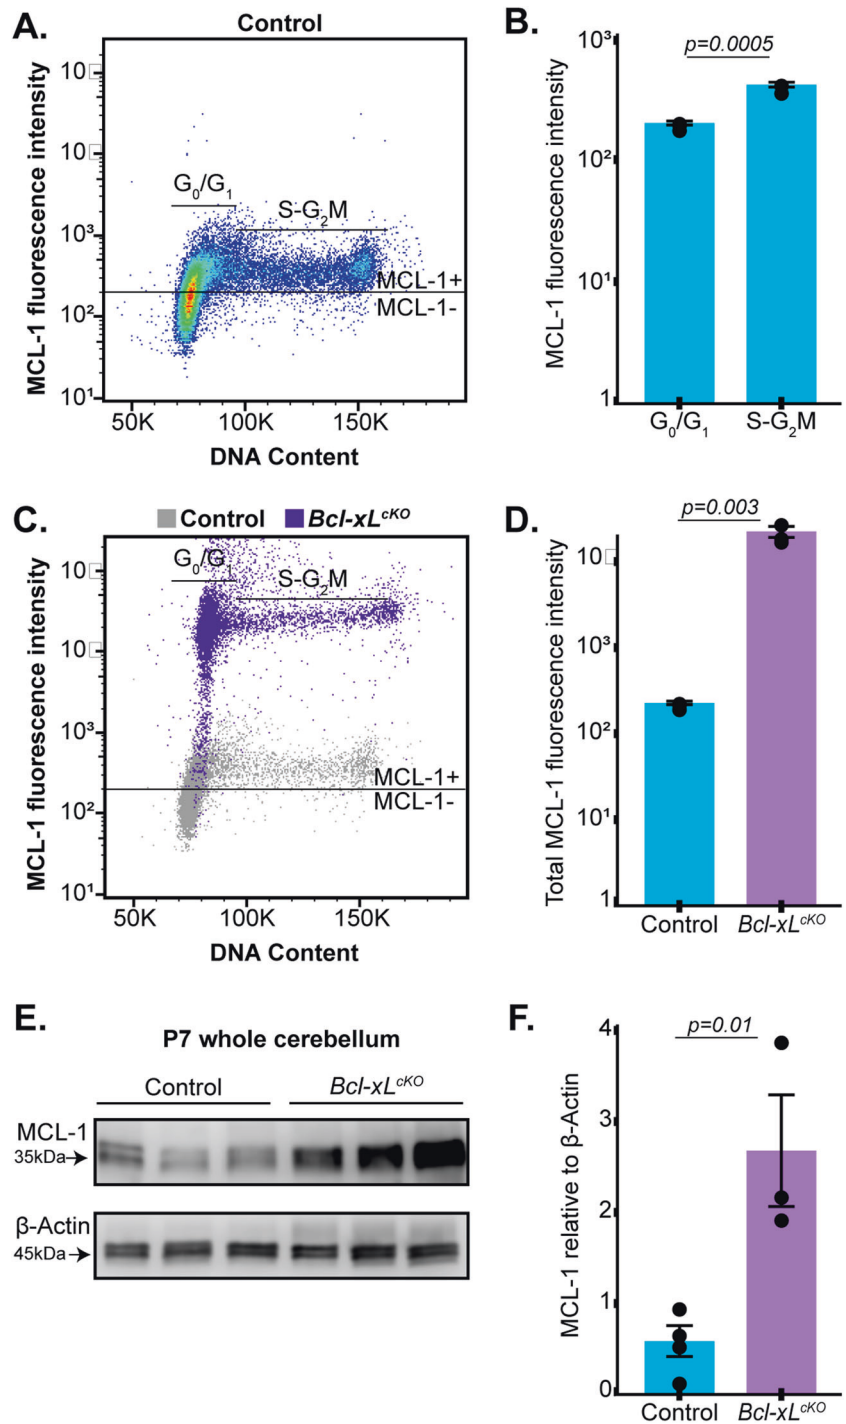 A.
Control
MCL-1 fluorescence intensity
10□
10□
10³
10²
10¹
G₀/G₁
S-G₂M
MCL-1+
MCL-1-
50K 100K 150K
DNA Content
B.
p=0.0005
MCL-1 fluorescence intensity
10³
10²
10¹
1
G₀/G₁ S-G₂M
C.
Control Bcl-xLᶜᴷᴼ
MCL-1 fluorescence intensity
10□
10□
10³
10²
10¹
G₀/G₁
S-G₂M
MCL-1+
MCL-1-
50K 100K 150K
DNA Content
D.
p=0.003
Total MCL-1 fluorescence intensity
10□
10³
10²
10¹
1
Control Bcl-xLᶜᴷᴼ
E.
P7 whole cerebellum
Control Bcl-xLᶜᴷᴼ
MCL-1
35kDa→
β-Actin
45kDa→
F.
p=0.01
MCL-1 relative to β-Actin
4
3
2
1
0
Control Bcl-xLᶜᴷᴼ